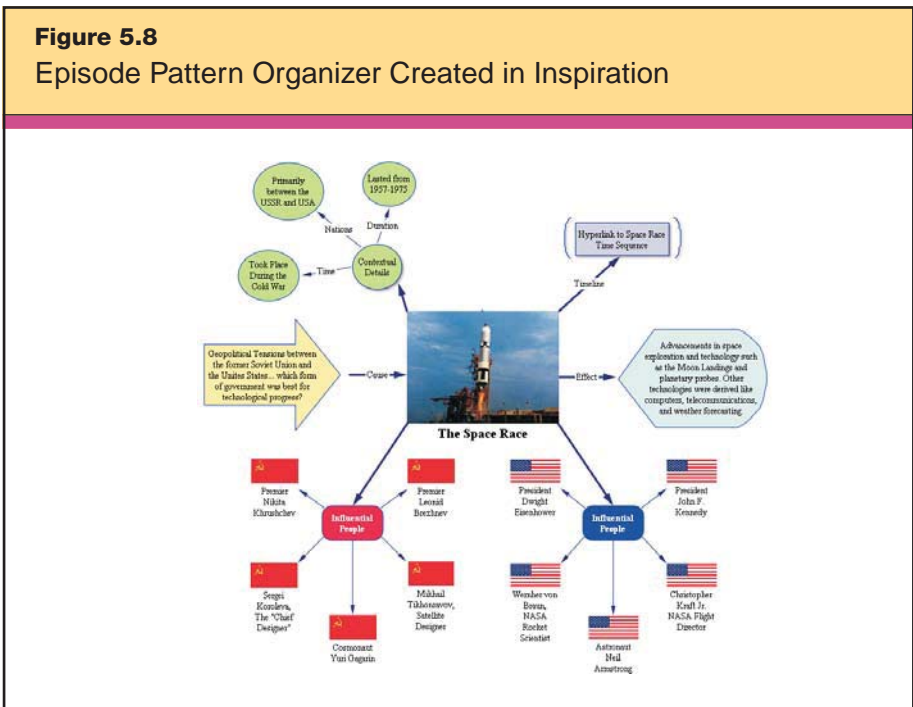 Figure 5.8
Episode Pattern Organizer Created in Inspiration
Primarily
between the
USSR and USA
Lasted from
1957-1975
Nations
Duration
Took Place
During the
Cold War
Time
Contextual
Details
Hyperlink to Space Race
Time Sequence
Timeline
Geopolitical Tensions between
the former Soviet Union and
the Unites States... which form
of government was best for
technological progress?
Cause
Effect
Advancements in space
exploration and technology such
as the Moon Landings and
planetary probes. Other
technologies were derived like
computers, telecommunications,
and weather forecasting.
The Space Race
Premier
Nikita
Khrushchev
Premier
Leonid
Brezhnev
Influential
People
Sergei
Koroleva,
The "Chief
Designer"
Cosmonaut
Yuri Gagarin
Mikhail
Satellite
Designer
President
Dwight
Eisenhower
President
John F.
Kennedy
Influential
People
Wernher von
Braun,
NASA
Rocket
Scientist
Astronaut
Neil
Armstrong
Christopher
Kraft Jr.
NASA Flight
Director